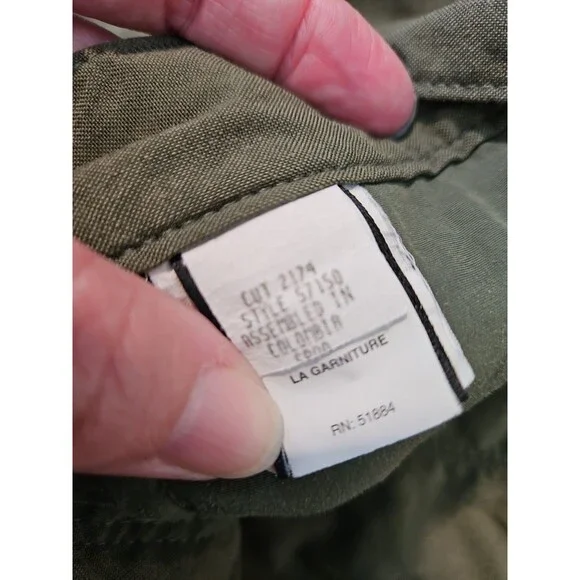 CUT 2174
STYLE 57150
ASSEMBLED IN
COLOMBIA
LA GARNITURE
RN: 51884